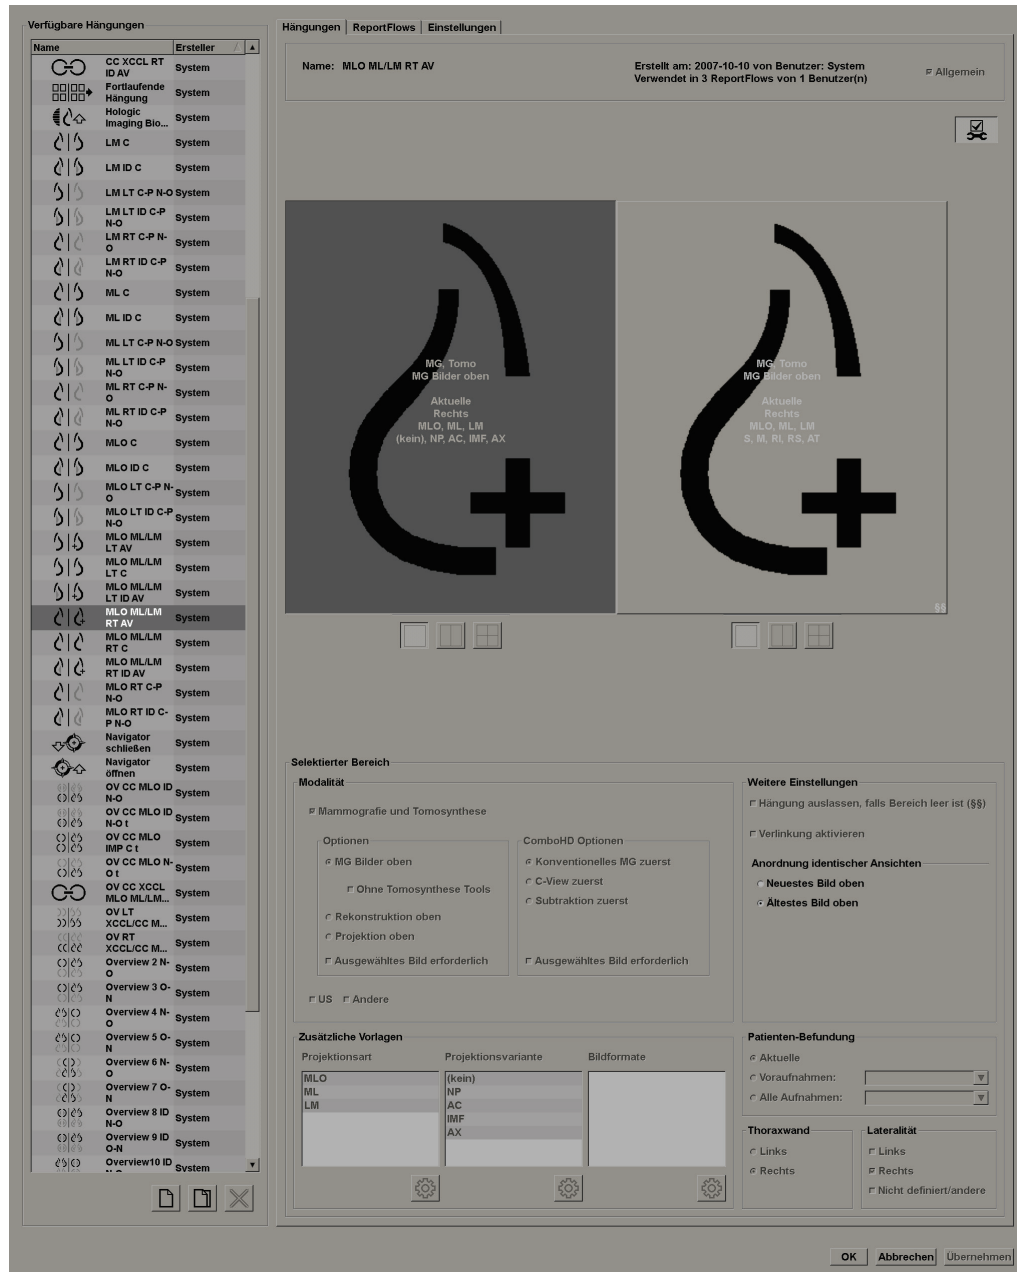 Verfügbare Hängungen
Name Ersteller
CC XCCL RT
ID AV System
Fortlaufende
Hängung System
Hologic
Imaging Bio... System
LM C System
LM ID C System
LM LT C-P N-O System
LM LT ID C-P
N-O System
LM RT C-P N-
O System
LM RT ID C-P
N-O System
ML C System
ML ID C System
ML LT C-P N-O System
ML LT ID C-P
N-O System
ML RT C-P N-
O System
ML RT ID C-P
N-O System
MLO C System
MLO ID C System
MLO LT C-P N-
O System
MLO LT ID C-P
N-O System
MLO ML/LM
LT AV System
MLO ML/LM
LT C System
MLO ML/LM
LT ID AV System
MLO ML/LM
RT AV System
MLO ML/LM
RT C System
MLO ML/LM
RT ID AV System
MLO RT C-P
N-O System
MLO RT ID C-
P N-O System
Navigator
schließen System
Navigator
öffnen System
OV CC MLO ID
N-O System
OV CC MLO ID
N-O t System
OV CC MLO
IMP C t System
OV CC MLO N-
O t System
OV CC XCCL
MLO ML/LM... System
OV LT
XCCL/CC M... System
OV RT
XCCL/CC M... System
Overview 2 N-
O System
Overview 3 O-
N System
Overview 4 N-
O System
Overview 5 O-
N System
Overview 6 N-
O System
Overview 7 O-
N System
Overview 8 ID
N-O System
Overview 9 ID
O-N System
Overview10 ID
N-O System
Hängungen ReportFlows Einstellungen
Name: MLO ML/LM RT AV
Erstellt am: 2007-10-10 von Benutzer: System
Verwendet in 3 ReportFlows von 1 Benutzer(n)
Allgemein
MG, Tomo
MG Bilder oben
Aktuelle
Rechts
MLO, ML, LM
(kein), NP, AC, IMF, AX
MG, Tomo
MG Bilder oben
Aktuelle
Rechts
MLO, ML, LM
S, M, RI, RS, AT
§§
Selektierter Bereich
Modalität
Mammografie und Tomosynthese
Optionen
MG Bilder oben
Ohne Tomosynthese Tools
Rekonstruktion oben
Projektion oben
Ausgewähltes Bild erforderlich
ComboHD Optionen
Konventionelles MG zuerst
C-View zuerst
Subtraktion zuerst
Ausgewähltes Bild erforderlich
US Andere
Weitere Einstellungen
Hängung auslassen, falls Bereich leer ist (§§)
Verlinkung aktivieren
Anordnung identischer Ansichten
Neuestes Bild oben
Ältestes Bild oben
Zusätzliche Vorlagen
Projektionsart
MLO
ML
LM
Projektionsvariante
(kein)
NP
AC
IMF
AX
Bildformate
Patienten-Befundung
Aktuelle
Voraufnahmen:
Alle Aufnahmen:
Thoraxwand
Links
Rechts
Lateralität
Links
Rechts
Nicht definiert/andere
OK Abbrechen Übernehmen